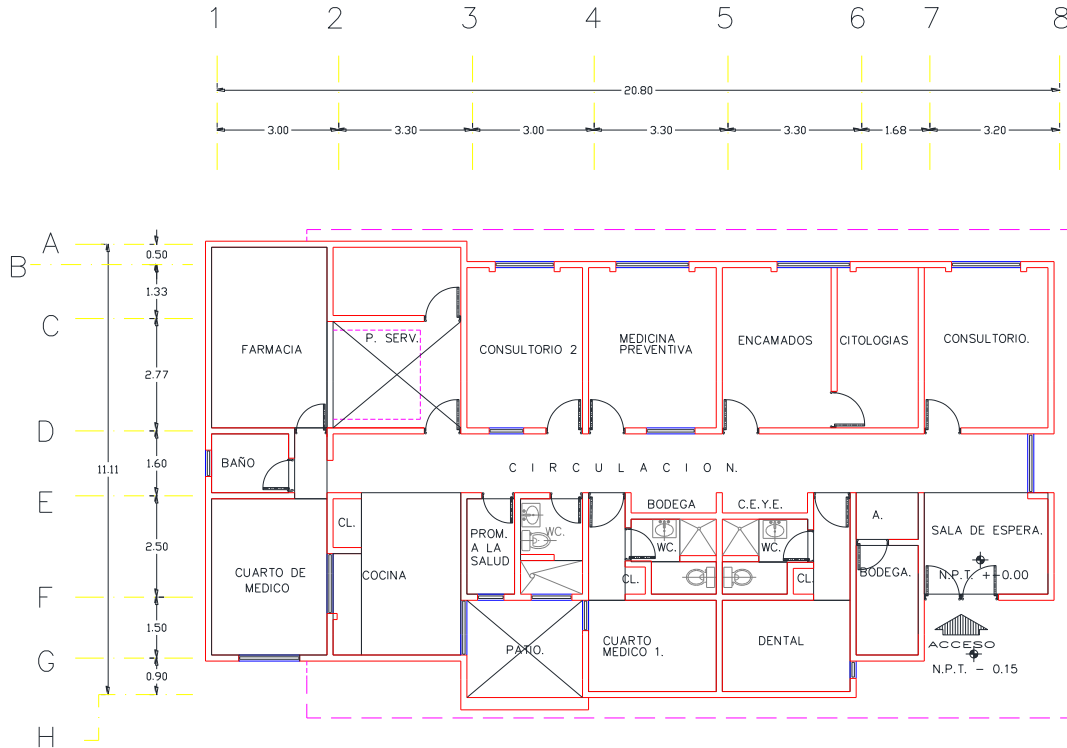 1 2 3 4 5 6 7 8
20.80
3.00 3.30 3.00 3.30 3.30 1.68 3.20
A
0.50
B
1.33
C
2.77
D
1.60
11.11
E
2.50
F
1.50
G
0.90
H
FARMACIA
P. SERV.
CONSULTORIO 2
MEDICINA
PREVENTIVA
ENCAMADOS
CITOLOGIAS
CONSULTORIO.
BAÑO
C I R C U L A C I O N.
CL.
CUARTO DE
MEDICO
COCINA
PROM.
A LA
SALUD
WC.
BODEGA
WC.
CL.
C.E.Y.E.
WC.
CL.
A.
BODEGA.
SALA DE ESPERA.
N.P.T. +-0.00
PATIO.
CUARTO
MEDICO 1.
DENTAL
ACCESO
N.P.T. - 0.15